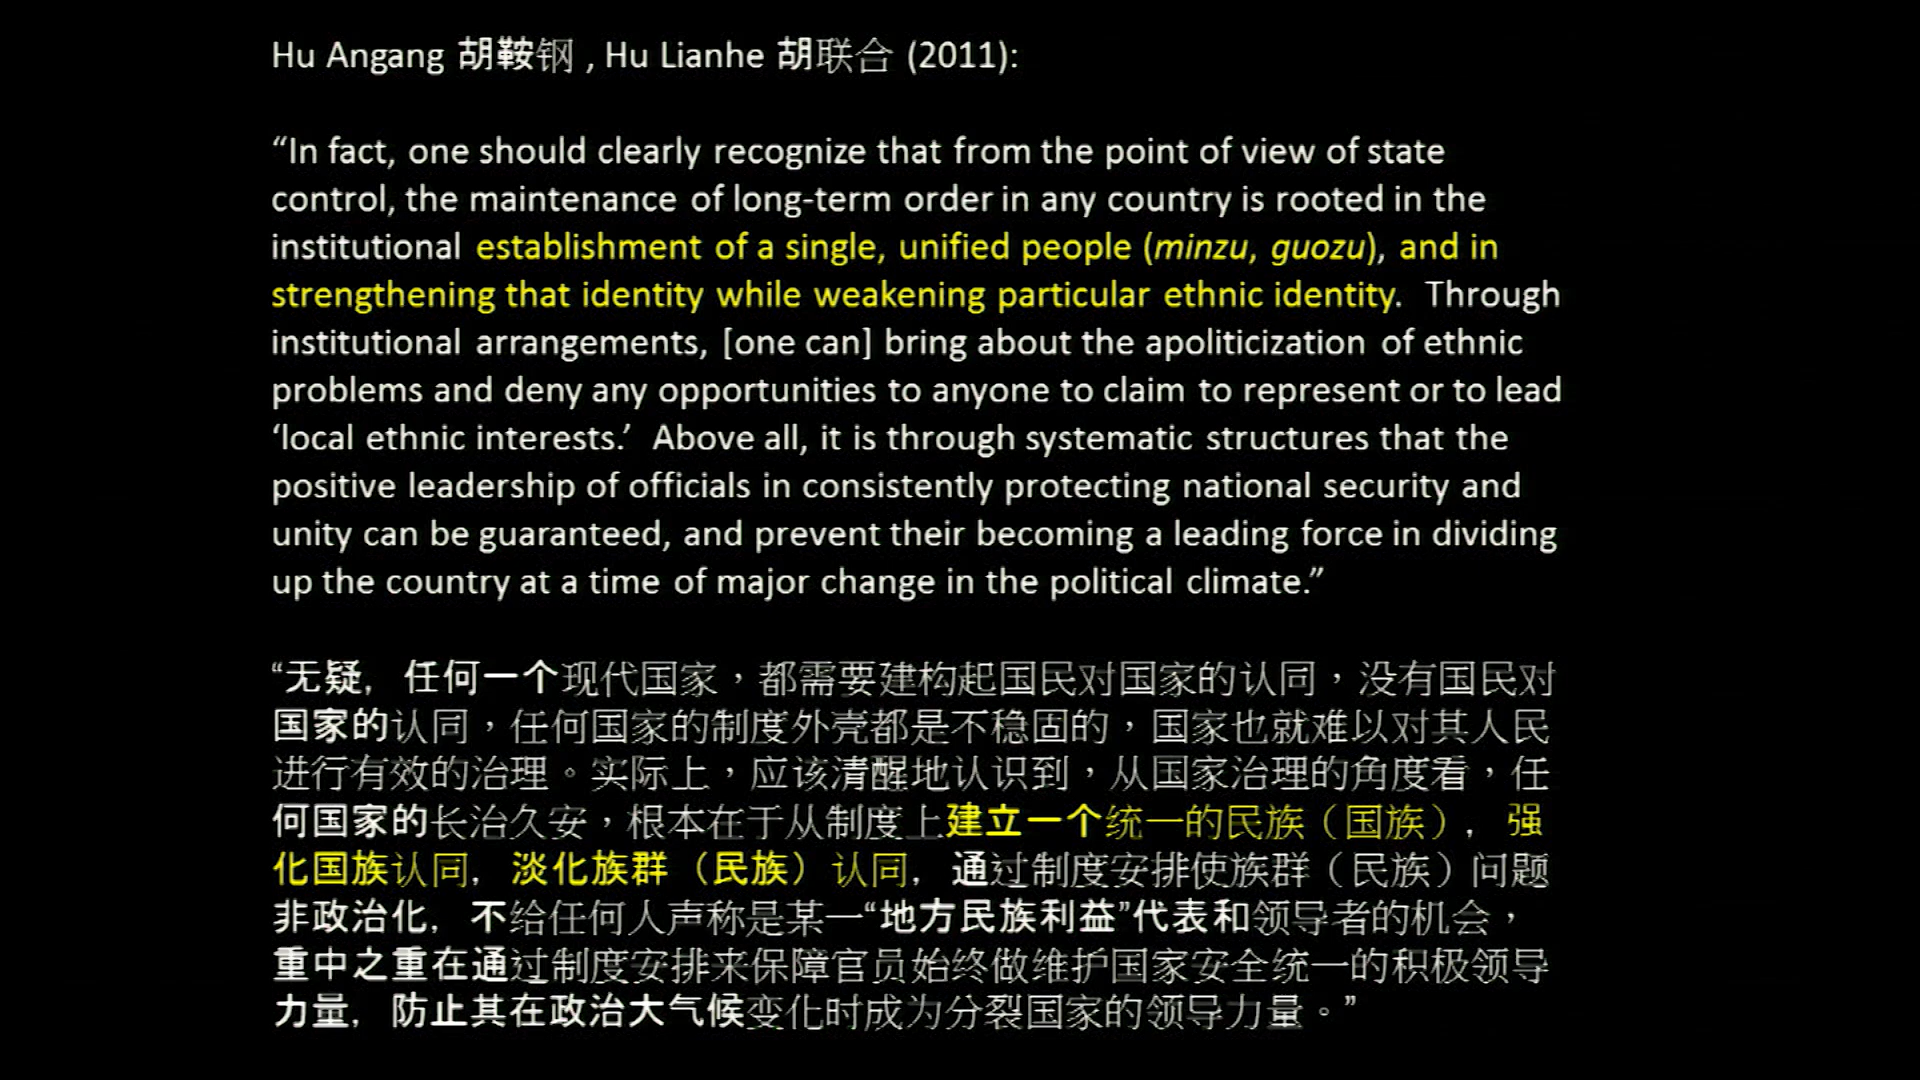 Hu Angang 胡鞍钢 , Hu Lianhe 胡联合 (2011):
“In fact, one should clearly recognize that from the point of view of state
control, the maintenance of long-term order in any country is rooted in the
institutional establishment of a single, unified people (minzu, guozu), and in
strengthening that identity while weakening particular ethnic identity. Through
institutional arrangements, [one can] bring about the apoliticization of ethnic
problems and deny any opportunities to anyone to claim to represent or to lead
‘local ethnic interests.’ Above all, it is through systematic structures that the
positive leadership of officials in consistently protecting national security and
unity can be guaranteed, and prevent their becoming a leading force in dividing
up the country at a time of major change in the political climate.”
“无疑，任何一个现代国家，都需要建构起国民对国家的认同，没有国民对
国家的认同，任何国家的制度外壳都是不稳固的，国家也就难以对其人民
进行有效的治理。实际上，应该清醒地认识到，从国家治理的角度看，任
何国家的长治久安，根本在于从制度上建立一个统一的民族（国族），强
化国族认同，淡化族群（民族）认同，通过制度安排使族群（民族）问题
非政治化，不给任何人声称是某一“地方民族利益”代表和领导者的机会，
重中之重在通过制度安排来保障官员始终做维护国家安全统一的积极领导
力量，防止其在政治大气候变化时成为分裂国家的领导力量。”